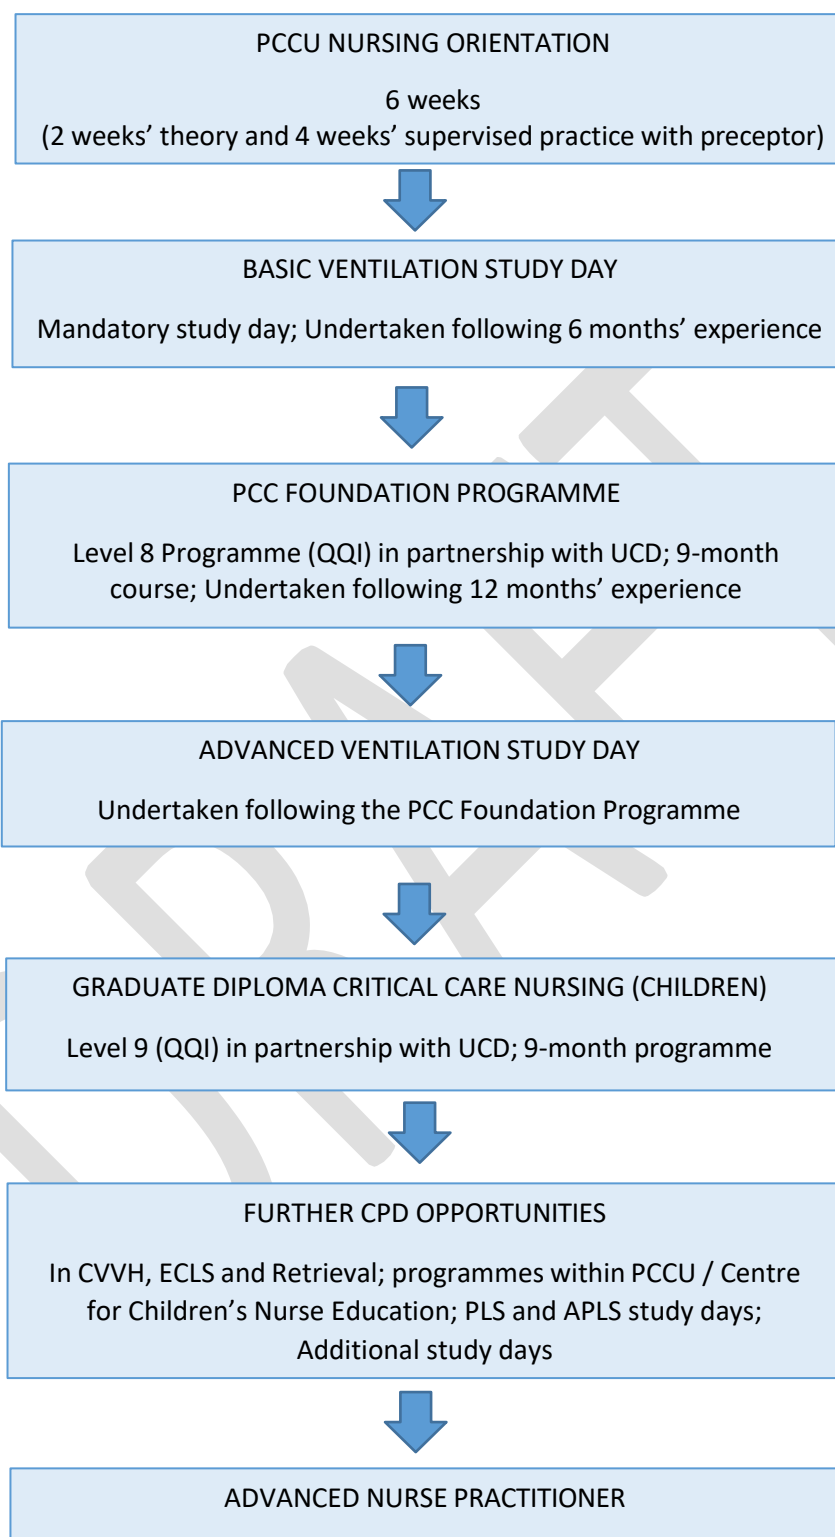 PCCU NURSING ORIENTATION
6 weeks
(2 weeks’ theory and 4 weeks’ supervised practice with preceptor)
BASIC VENTILATION STUDY DAY
Mandatory study day; Undertaken following 6 months’ experience
PCC FOUNDATION PROGRAMME
Level 8 Programme (QQI) in partnership with UCD; 9-month
course; Undertaken following 12 months’ experience
ADVANCED VENTILATION STUDY DAY
Undertaken following the PCC Foundation Programme
GRADUATE DIPLOMA CRITICAL CARE NURSING (CHILDREN)
Level 9 (QQI) in partnership with UCD; 9-month programme
FURTHER CPD OPPORTUNITIES
In CVVH, ECLS and Retrieval; programmes within PCCU / Centre
for Children’s Nurse Education; PLS and APLS study days;
Additional study days
ADVANCED NURSE PRACTITIONER
DRAFT